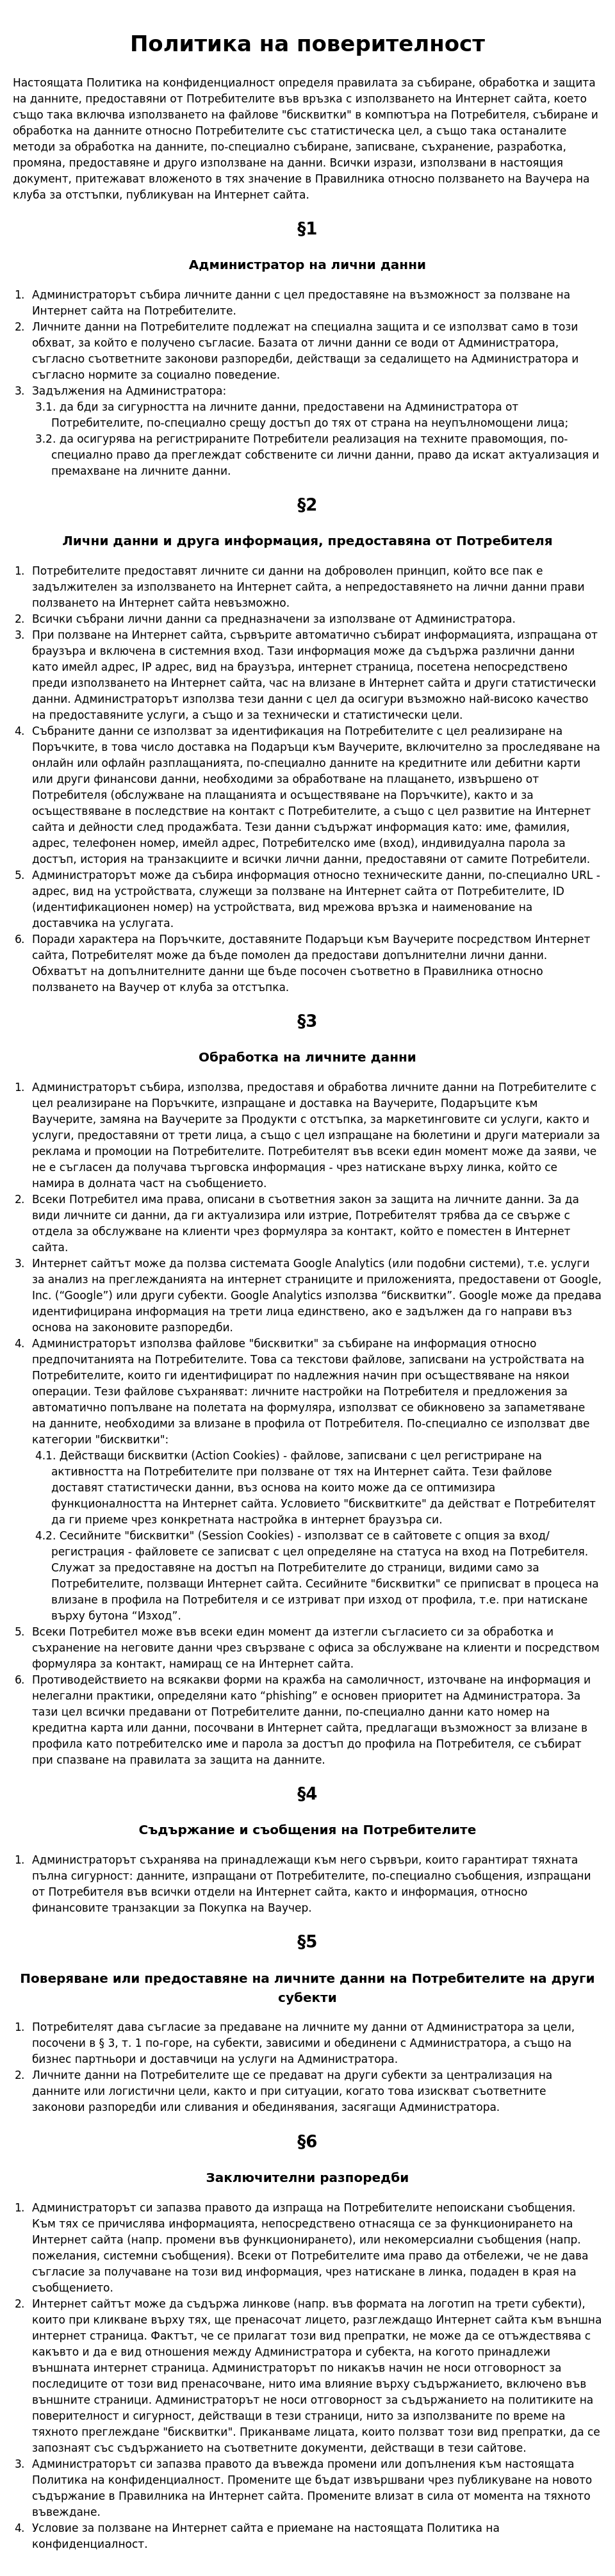 Политика на поверителност
Настоящата Политика на конфиденциалност определя правилата за събиране, обработка и защита
на данните, предоставяни от Потребителите във връзка с използването на Интернет сайта, което
също така включва използването на файлове "бисквитки" в компютъра на Потребителя, събиране и
обработка на данните относно Потребителите със статистическа цел, а също така останалите
методи за обработка на данните, по-специално събиране, записване, съхранение, разработка,
промяна, предоставяне и друго използване на данни. Всички изрази, използвани в настоящия
документ, притежават вложеното в тях значение в Правилника относно ползването на Ваучера на
клуба за отстъпки, публикуван на Интернет сайта.
§1
Администратор на лични данни
1. Администраторът събира личните данни с цел предоставяне на възможност за ползване на
Интернет сайта на Потребителите.
2. Личните данни на Потребителите подлежат на специална защита и се използват само в този
обхват, за който е получено съгласие. Базата от лични данни се води от Администратора,
съгласно съответните законови разпоредби, действащи за седалището на Администратора и
съгласно нормите за социално поведение.
3. Задължения на Администратора:
3.1. да бди за сигурността на личните данни, предоставени на Администратора от
Потребителите, по-специално срещу достъп до тях от страна на неупълномощени лица;
3.2. да осигурява на регистрираните Потребители реализация на техните правомощия, по-
специално право да преглеждат собствените си лични данни, право да искат актуализация и
премахване на личните данни.
§2
Лични данни и друга информация, предоставяна от Потребителя
1. Потребителите предоставят личните си данни на доброволен принцип, който все пак е
задължителен за използването на Интернет сайта, а непредоставянето на лични данни прави
ползването на Интернет сайта невъзможно.
2. Всички събрани лични данни са предназначени за използване от Администратора.
3. При ползване на Интернет сайта, сървърите автоматично събират информацията, изпращана от
браузъра и включена в системния вход. Тази информация може да съдържа различни данни
като имейл адрес, IP адрес, вид на браузъра, интернет страница, посетена непосредствено
преди използването на Интернет сайта, час на влизане в Интернет сайта и други статистически
данни. Администраторът използва тези данни с цел да осигури възможно най-високо качество
на предоставяните услуги, а също и за технически и статистически цели.
4. Събраните данни се използват за идентификация на Потребителите с цел реализиране на
Поръчките, в това число доставка на Подаръци към Ваучерите, включително за проследяване на
онлайн или офлайн разплащанията, по-специално данните на кредитните или дебитни карти
или други финансови данни, необходими за обработване на плащането, извършено от
Потребителя (обслужване на плащанията и осъществяване на Поръчките), както и за
осъществяване в последствие на контакт с Потребителите, а също с цел развитие на Интернет
сайта и дейности след продажбата. Тези данни съдържат информация като: име, фамилия,
адрес, телефонен номер, имейл адрес, Потребителско име (вход), индивидуална парола за
достъп, история на транзакциите и всички лични данни, предоставяни от самите Потребители.
5. Администраторът може да събира информация относно техническите данни, по-специално URL -
адрес, вид на устройствата, служещи за ползване на Интернет сайта от Потребителите, ID
(идентификационен номер) на устройствата, вид мрежова връзка и наименование на
доставчика на услугата.
6. Поради характера на Поръчките, доставяните Подаръци към Ваучерите посредством Интернет
сайта, Потребителят може да бъде помолен да предостави допълнителни лични данни.
Обхватът на допълнителните данни ще бъде посочен съответно в Правилника относно
ползването на Ваучер от клуба за отстъпка.
§3
Обработка на личните данни
1. Администраторът събира, използва, предоставя и обработва личните данни на Потребителите с
цел реализиране на Поръчките, изпращане и доставка на Ваучерите, Подаръците към
Ваучерите, замяна на Ваучерите за Продукти с отстъпка, за маркетинговите си услуги, както и
услуги, предоставяни от трети лица, а също с цел изпращане на бюлетини и други материали за
реклама и промоции на Потребителите. Потребителят във всеки един момент може да заяви, че
не е съгласен да получава търговска информация - чрез натискане върху линка, който се
намира в долната част на съобщението.
2. Всеки Потребител има права, описани в съответния закон за защита на личните данни. За да
види личните си данни, да ги актуализира или изтрие, Потребителят трябва да се свърже с
отдела за обслужване на клиенти чрез формуляра за контакт, който е поместен в Интернет
сайта.
3. Интернет сайтът може да ползва системата Google Analytics (или подобни системи), т.е. услуги
за анализ на преглежданията на интернет страниците и приложенията, предоставени от Google,
Inc. (“Google”) или други субекти. Google Analytics използва “бисквитки”. Google може да предава
идентифицирана информация на трети лица единствено, ако е задължен да го направи въз
основа на законовите разпоредби.
4. Администраторът използва файлове "бисквитки" за събиране на информация относно
предпочитанията на Потребителите. Това са текстови файлове, записвани на устройствата на
Потребителите, които ги идентифицират по надлежния начин при осъществяване на някои
операции. Тези файлове съхраняват: личните настройки на Потребителя и предложения за
автоматично попълване на полетата на формуляра, използват се обикновено за запаметяване
на данните, необходими за влизане в профила от Потребителя. По-специално се използват две
категории "бисквитки":
4.1. Действащи бисквитки (Action Cookies) - файлове, записвани с цел регистриране на
активността на Потребителите при ползване от тях на Интернет сайта. Тези файлове
доставят статистически данни, въз основа на които може да се оптимизира
функционалността на Интернет сайта. Условието "бисквитките" да действат е Потребителят
да ги приеме чрез конкретната настройка в интернет браузъра си.
4.2. Сесийните "бисквитки" (Session Cookies) - използват се в сайтовете с опция за вход/
регистрация - файловете се записват с цел определяне на статуса на вход на Потребителя.
Служат за предоставяне на достъп на Потребителите до страници, видими само за
Потребителите, ползващи Интернет сайта. Сесийните "бисквитки" се приписват в процеса на
влизане в профила на Потребителя и се изтриват при изход от профила, т.е. при натискане
върху бутона “Изход”.
5. Всеки Потребител може във всеки един момент да изтегли съгласието си за обработка и
съхранение на неговите данни чрез свързване с офиса за обслужване на клиенти и посредством
формуляра за контакт, намиращ се на Интернет сайта.
6. Противодействието на всякакви форми на кражба на самоличност, източване на информация и
нелегални практики, определяни като “phishing” е основен приоритет на Администратора. За
тази цел всички предавани от Потребителите данни, по-специално данни като номер на
кредитна карта или данни, посочвани в Интернет сайта, предлагащи възможност за влизане в
профила като потребителско име и парола за достъп до профила на Потребителя, се събират
при спазване на правилата за защита на данните.
§4
Съдържание и съобщения на Потребителите
1. Администраторът съхранява на принадлежащи към него сървъри, които гарантират тяхната
пълна сигурност: данните, изпращани от Потребителите, по-специално съобщения, изпращани
от Потребителя във всички отдели на Интернет сайта, както и информация, относно
финансовите транзакции за Покупка на Ваучер.
§5
Поверяване или предоставяне на личните данни на Потребителите на други
субекти
1. Потребителят дава съгласие за предаване на личните му данни от Администратора за цели,
посочени в § 3, т. 1 по-горе, на субекти, зависими и обединени с Администратора, а също на
бизнес партньори и доставчици на услуги на Администратора.
2. Личните данни на Потребителите ще се предават на други субекти за централизация на
данните или логистични цели, както и при ситуации, когато това изискват съответните
законови разпоредби или сливания и обединявания, засягащи Администратора.
§6
Заключителни разпоредби
1. Администраторът си запазва правото да изпраща на Потребителите непоискани съобщения.
Към тях се причислява информацията, непосредствено отнасяща се за функционирането на
Интернет сайта (напр. промени във функционирането), или некомерсиални съобщения (напр.
пожелания, системни съобщения). Всеки от Потребителите има право да отбележи, че не дава
съгласие за получаване на този вид информация, чрез натискане в линка, подаден в края на
съобщението.
2. Интернет сайтът може да съдържа линкове (напр. във формата на логотип на трети субекти),
които при кликване върху тях, ще пренасочат лицето, разглеждащо Интернет сайта към външна
интернет страница. Фактът, че се прилагат този вид препратки, не може да се отъждествява с
какъвто и да е вид отношения между Администратора и субекта, на когото принадлежи
външната интернет страница. Администраторът по никакъв начин не носи отговорност за
последиците от този вид пренасочване, нито има влияние върху съдържанието, включено във
външните страници. Администраторът не носи отговорност за съдържанието на политиките на
поверителност и сигурност, действащи в тези страници, нито за използваните по време на
тяхното преглеждане "бисквитки". Приканваме лицата, които ползват този вид препратки, да се
запознаят със съдържанието на съответните документи, действащи в тези сайтове.
3. Администраторът си запазва правото да въвежда промени или допълнения към настоящата
Политика на конфиденциалност. Промените ще бъдат извършвани чрез публикуване на новото
съдържание в Правилника на Интернет сайта. Промените влизат в сила от момента на тяхното
въвеждане.
4. Условие за ползване на Интернет сайта е приемане на настоящата Политика на
конфиденциалност.